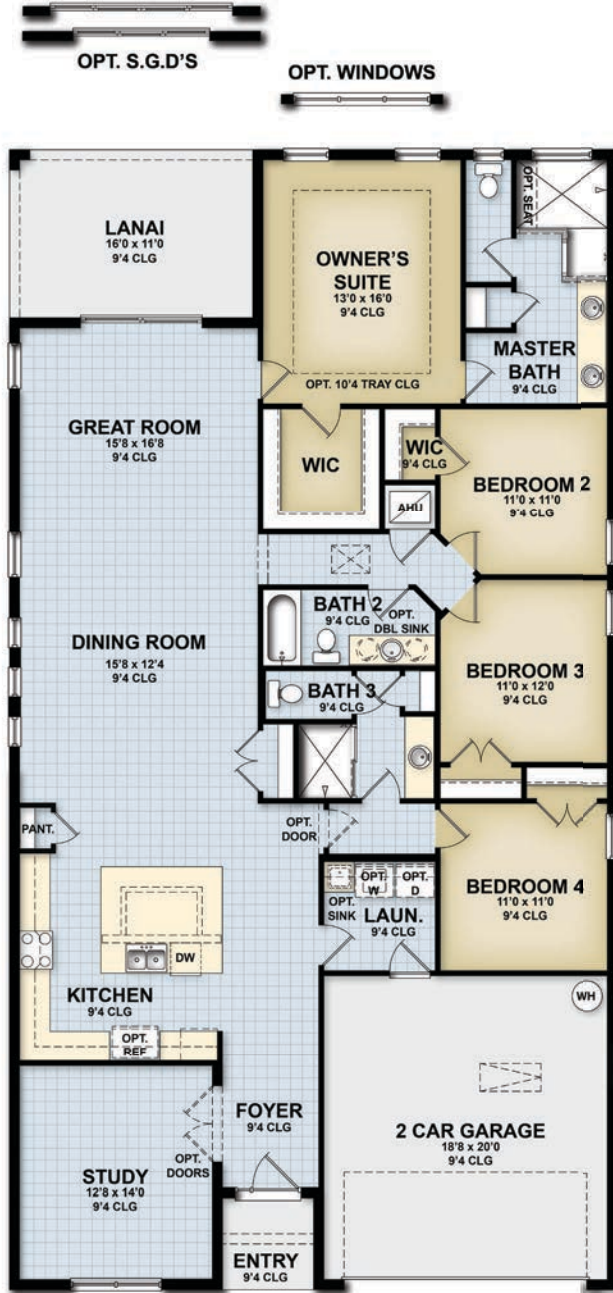 OPT. S.G.D'S
OPT. WINDOWS
LANAI
16'0 x 11'0
9'4 CLG
OWNER'S
SUITE
13'0 x 16'0
9'4 CLG
OPT. 10'4 TRAY CLG
OPT. SEAT
MASTER
BATH
9'4 CLG
GREAT ROOM
15'8 x 16'8
9'4 CLG
WIC
WIC
9'4 CLG
BEDROOM 2
11'0 x 11'0
9'4 CLG
AHU
BATH 2
9'4 CLG
OPT.
DBL SINK
DINING ROOM
15'8 x 12'4
9'4 CLG
BEDROOM 3
11'0 x 12'0
9'4 CLG
BATH 3
9'4 CLG
OPT.
DOOR
PANT.
OPT.
W
OPT.
D
OPT.
SINK
LAUN.
9'4 CLG
BEDROOM 4
11'0 x 11'0
9'4 CLG
DW
KITCHEN
9'4 CLG
OPT.
REF
WH
FOYER
9'4 CLG
OPT.
DOORS
STUDY
12'8 x 14'0
9'4 CLG
2 CAR GARAGE
18'8 x 20'0
9'4 CLG
ENTRY
9'4 CLG